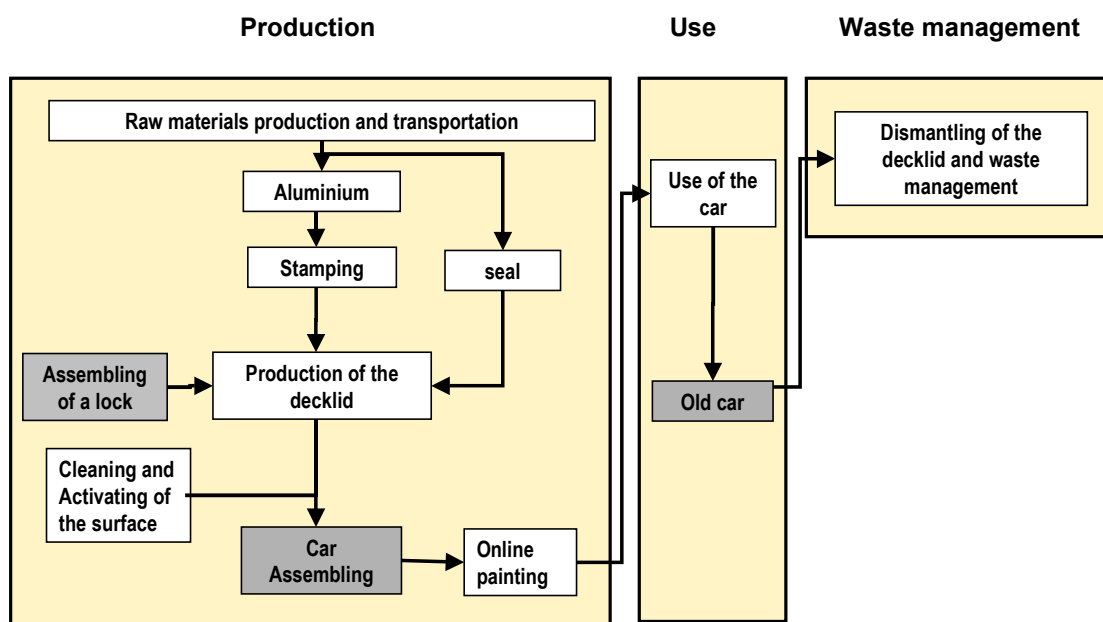 Production
Use
Waste management
Raw materials production and transportation
Aluminium
Stamping
seal
Assembling
of a lock
Production of the
decklid
Cleaning and
Activating of
the surface
Car
Assembling
Online
painting
Use of the
car
Old car
Dismantling of the
decklid and waste
management